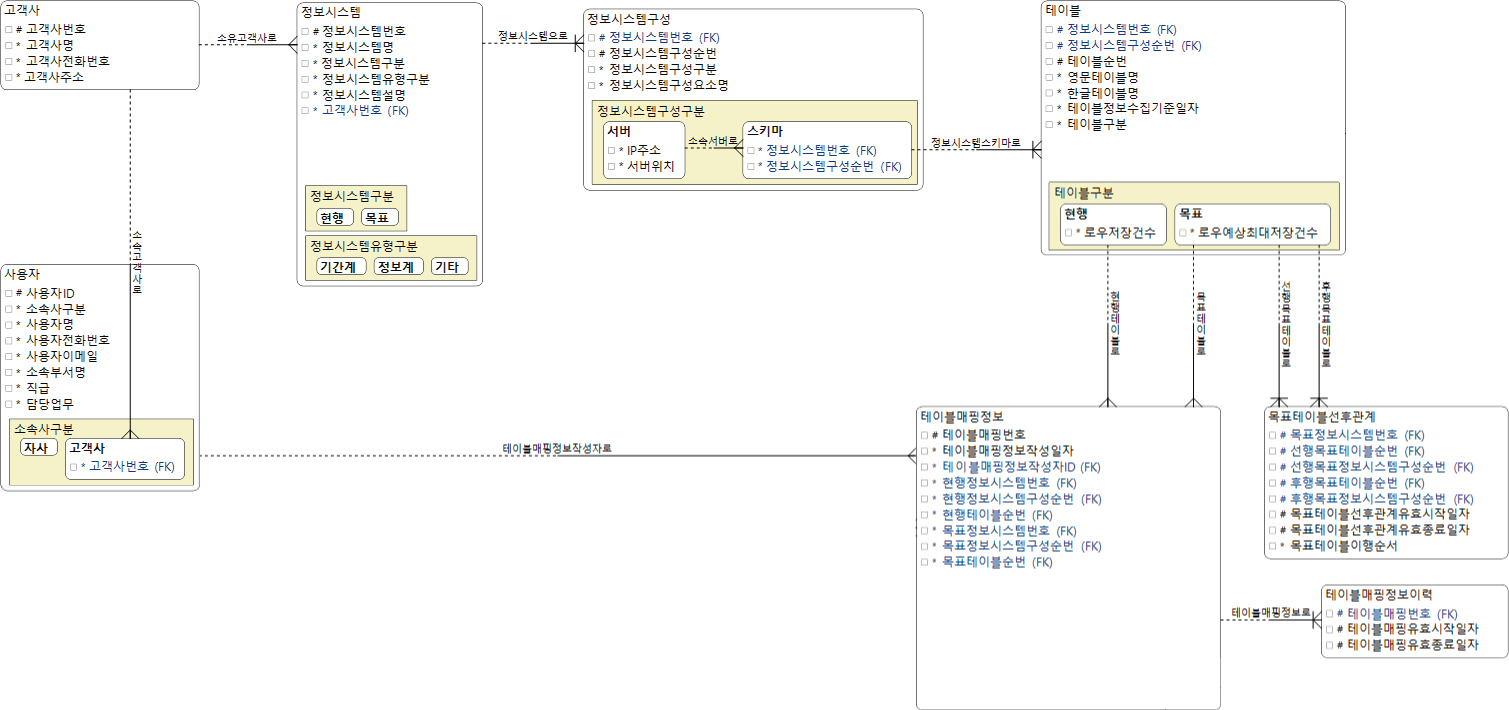 고객사
# 고객사번호
* 고객사명
* 고객사전화번호
* 고객사주소
소유고객사로
정보시스템
# 정보시스템번호
* 정보시스템명
* 정보시스템구분
* 정보시스템유형구분
* 정보시스템설명
* 고객사번호 (FK)
정보시스템구분
현행 목표
정보시스템유형구분
기간계 정보계 기타
정보시스템으로
정보시스템구성
# 정보시스템번호 (FK)
# 정보시스템구성순번
* 정보시스템구성구분
* 정보시스템구성요소명
정보시스템구성구분
서버
* IP주소
* 서버위치
소속서버로
스키마
* 정보시스템번호 (FK)
* 정보시스템구성순번 (FK)
정보시스템스키마로
테이블
# 정보시스템번호 (FK)
# 정보시스템구성순번 (FK)
# 테이블순번
* 영문테이블명
* 한글테이블명
* 테이블정보수집기준일자
* 테이블구분
테이블구분
현행
* 로우저장건수
목표
* 로우예상최대저장건수
소속고객사로
사용자
# 사용자ID
* 소속사구분
* 사용자명
* 사용자전화번호
* 사용자이메일
* 소속부서명
* 직급
* 담당업무
소속사구분
자사
고객사
* 고객사번호 (FK)
테이블매핑정보작성자로
현행테이블로
목표테이블로
선행목표테이블로
후행목표테이블로
테이블매핑정보
# 테이블매핑번호
* 테이블매핑정보작성일자
* 테이블매핑정보작성자ID (FK)
* 현행정보시스템번호 (FK)
* 현행정보시스템구성순번 (FK)
* 현행테이블순번 (FK)
* 목표정보시스템번호 (FK)
* 목표정보시스템구성순번 (FK)
* 목표테이블순번 (FK)
목표테이블선후관계
# 목표정보시스템번호 (FK)
# 선행목표테이블순번 (FK)
# 선행목표정보시스템구성순번 (FK)
# 후행목표테이블순번 (FK)
# 후행목표정보시스템구성순번 (FK)
# 목표테이블선후관계유효시작일자
# 목표테이블선후관계유효종료일자
* 목표테이블이행순서
테이블매핑정보로
테이블매핑정보이력
# 테이블매핑번호 (FK)
# 테이블매핑유효시작일자
# 테이블매핑유효종료일자